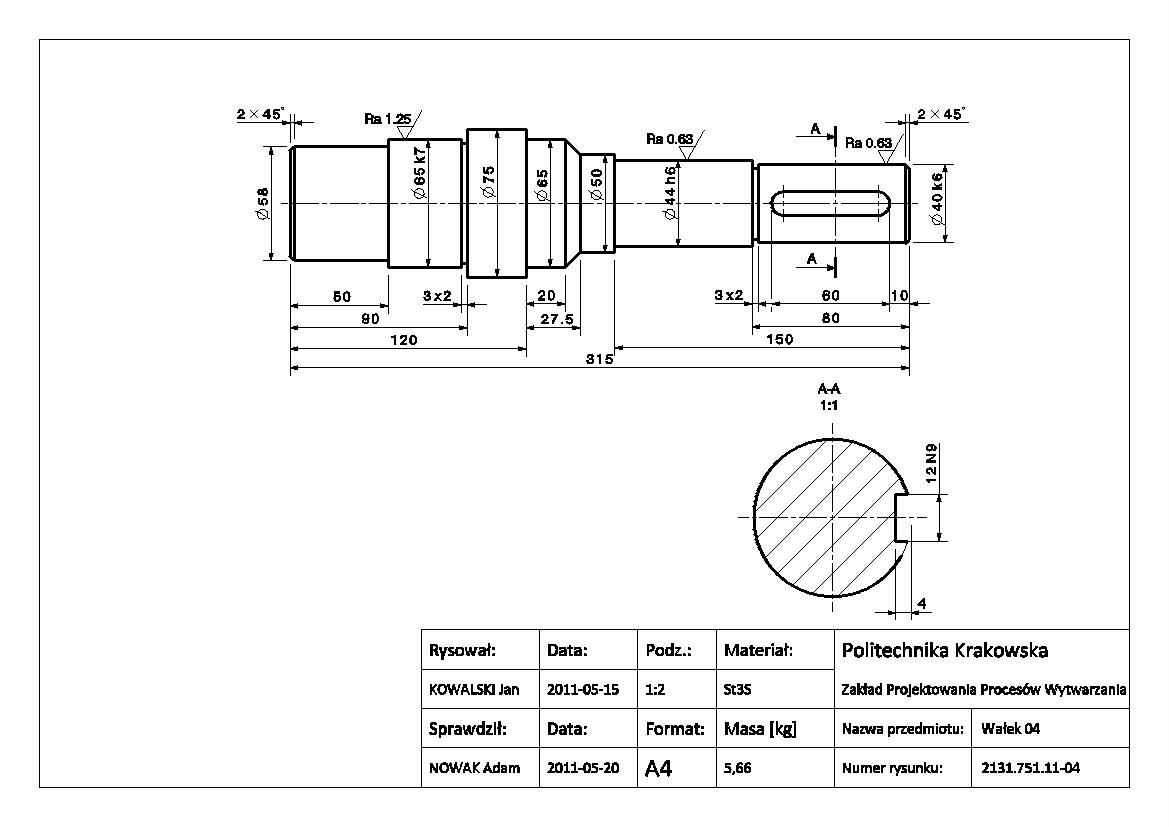 2 × 45°
Ra 1.25
Ra 0.63
A
Ra 0.63
2 × 45°
Ø58
Ø65 k7
Ø75
Ø65
Ø50
Ø44 h6
Ø40 k6
A
50
3x2
20
3x2
60
10
90
27.5
80
120
150
315
A-A
1:1
12 N9
4
Rysował: Data: Podz.: Materiał: Politechnika Krakowska
KOWALSKI Jan 2011-05-15 1:2 St3S Zakład Projektowania Procesów Wytwarzania
Sprawdził: Data: Format: Masa [kg] Nazwa przedmiotu: Wałek 04
NOWAK Adam 2011-05-20 A4 5,66 Numer rysunku: 2131.751.11-04